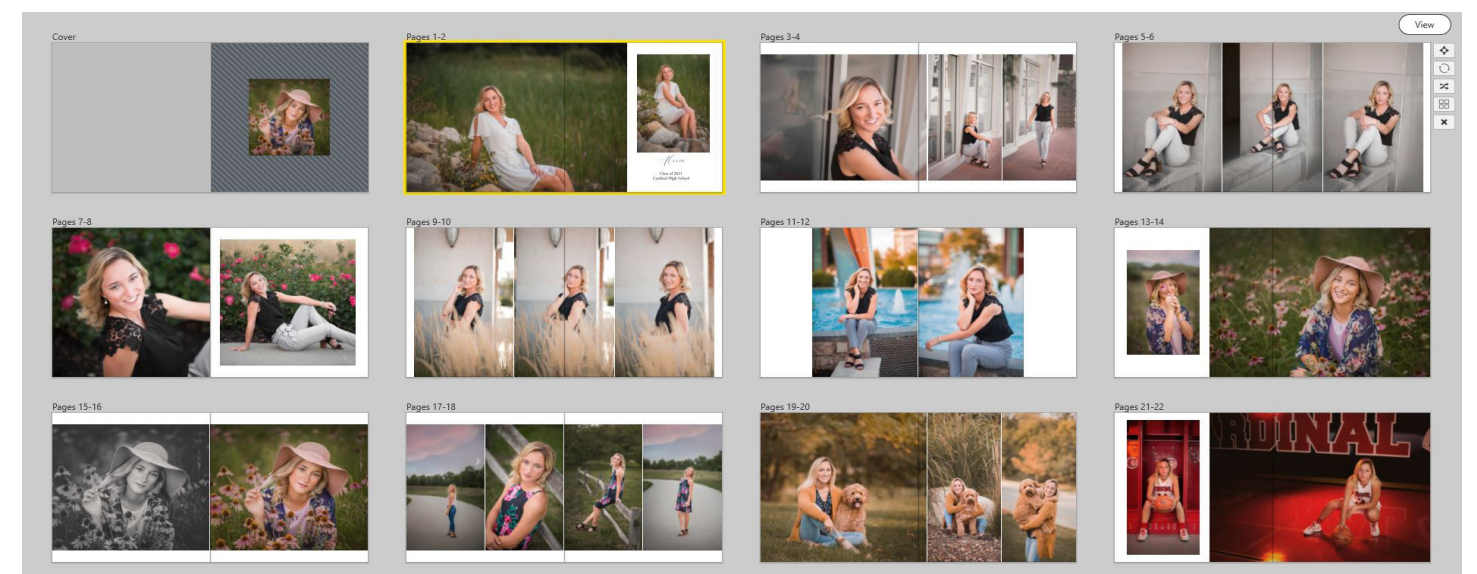 View
Cover
Pages 1-2
Pages 3-4
Pages 5-6
Class of 2021
Cardinal High School
Pages 7-8
Pages 9-10
Pages 11-12
Pages 13-14
Pages 15-16
Pages 17-18
Pages 19-20
Pages 21-22
RDINAL